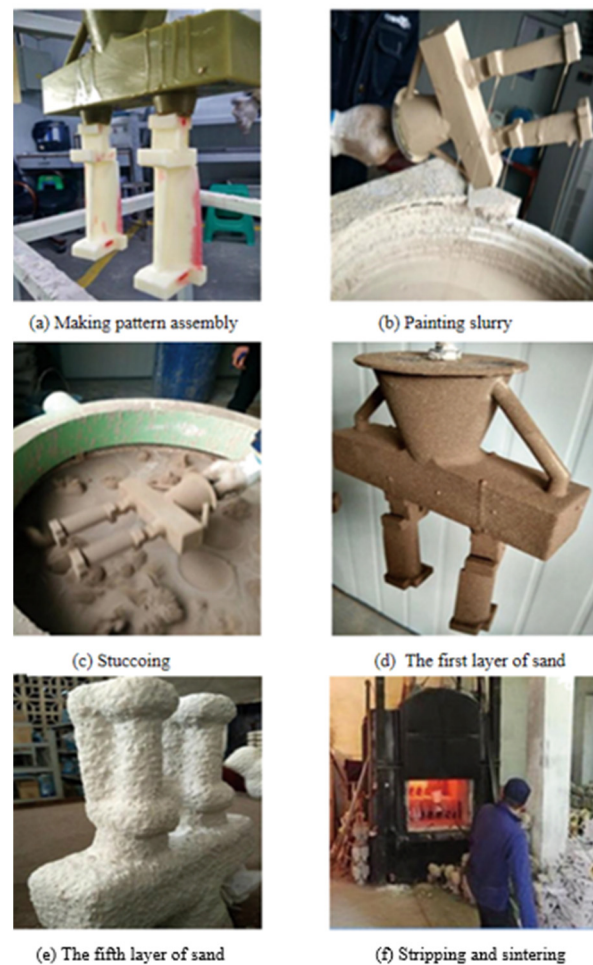 (a) Making pattern assembly
(b) Painting slurry
(c) Stuccoing
(d) The first layer of sand
(e) The fifth layer of sand
(f) Stripping and sintering